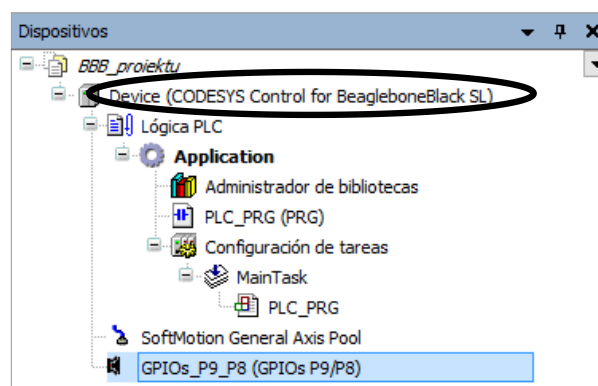 Dispositivos
BBB_proiektu
Device (CODESYS Control for BeagleboneBlack SL)
Lógica PLC
Application
Administrador de bibliotecas
PLC_PRG (PRG)
Configuración de tareas
MainTask
PLC_PRG
SoftMotion General Axis Pool
GPIOs_P9_P8 (GPIOs P9/P8)